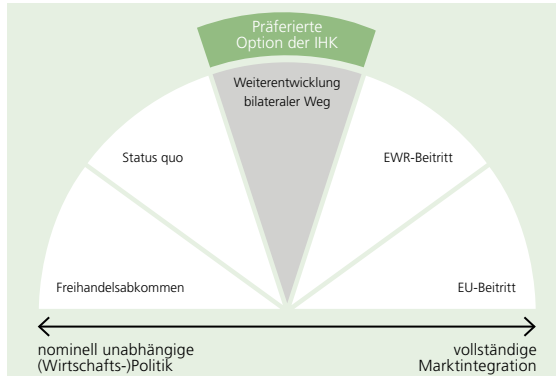 Präferierte
Option der IHK
Weiterentwicklung
bilateraler Weg
Status quo
EWR-Beitritt
Freihandelsabkommen
EU-Beitritt
nominell unabhängige
(Wirtschafts-)Politik
vollständige
Marktintegration